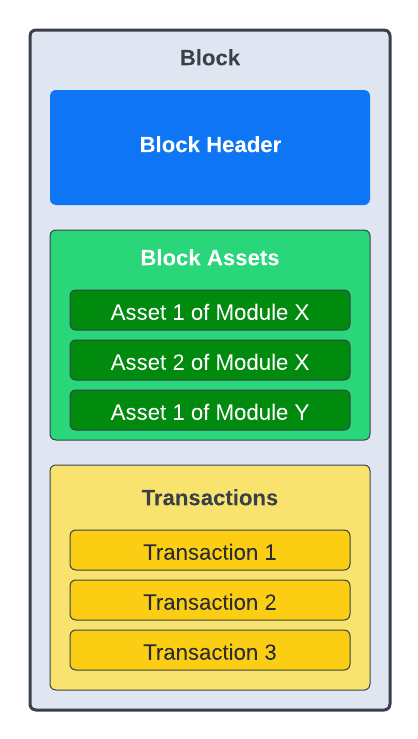 Block
Block Header
Block Assets
Asset 1 of Module X
Asset 2 of Module X
Asset 1 of Module Y
Transactions
Transaction 1
Transaction 2
Transaction 3